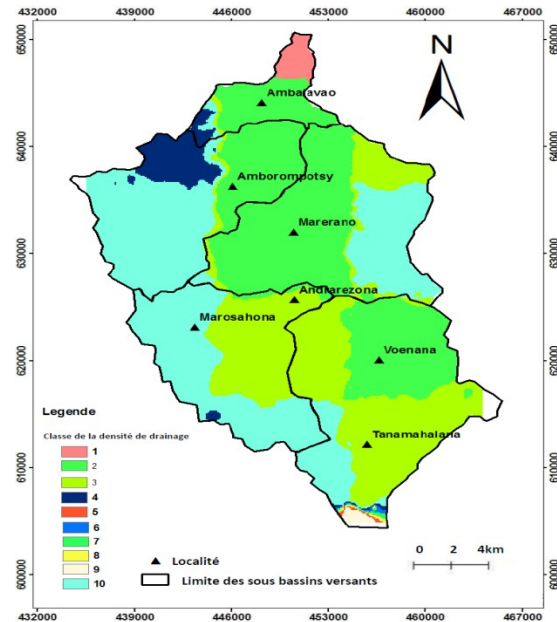 432000 439000 446000 453000 460000 467000
660000
N
Ambalavao
640000
Amborompotsy
Marerano
630000
Andiarezona
Marosahona
620000
Voenana
Legende
Tanamahalana
Classe de la densité de drainage
610000
1
2
3
4
5
6
7
8
9
10
Localité
Limite des sous bassins versants
0 2 4km
600000
432000 439000 446000 453000 460000 467000
660000
640000
630000
620000
610000
600000